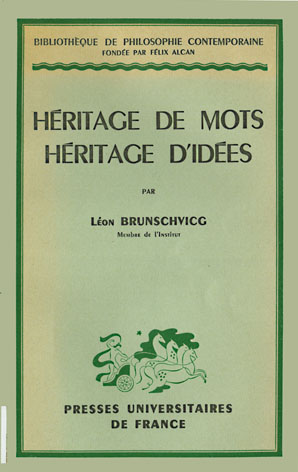 BIBLIOTHÈQUE DE PHILOSOPHIE CONTEMPORAINE
FONDÉE PAR FÉLIX ALCAN
HÉRITAGE DE MOTS
HÉRITAGE D'IDÉES
PAR
LÉON BRUNSCHVICG
Membre de l'Institut
PRESSES UNIVERSITAIRES
DE FRANCE